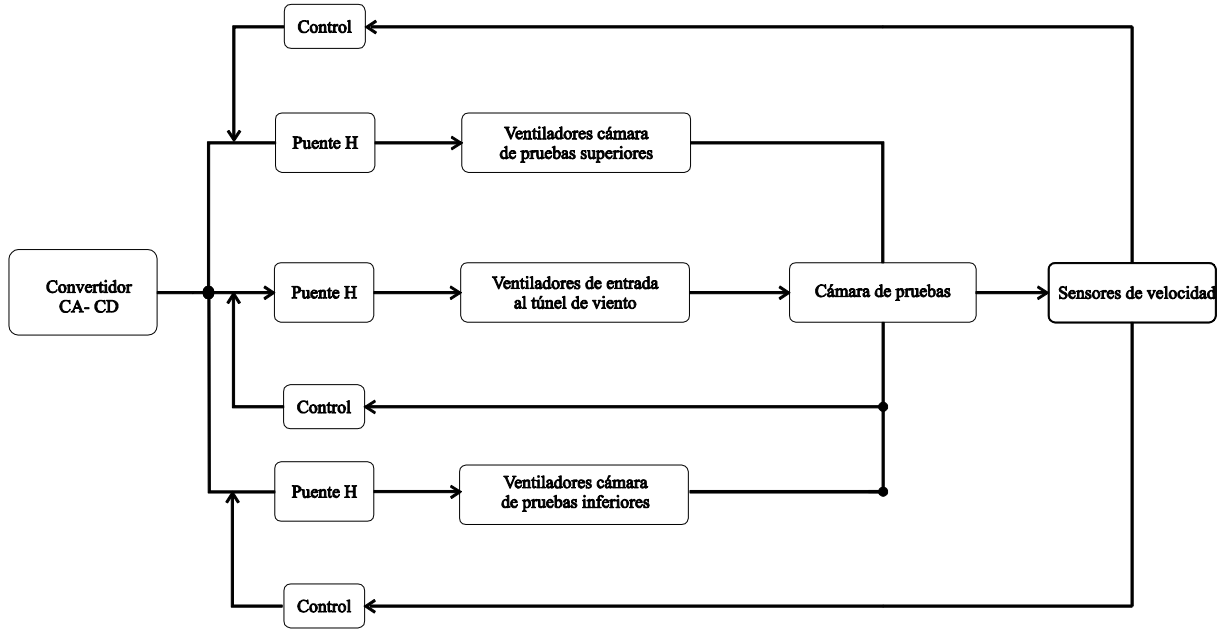 Control
Puente H
Ventiladores cámara
de pruebas superiores
Convertidor
CA- CD
Puente H
Ventiladores de entrada
al túnel de viento
Cámara de pruebas
Sensores de velocidad
Control
Puente H
Ventiladores cámara
de pruebas inferiores
Control